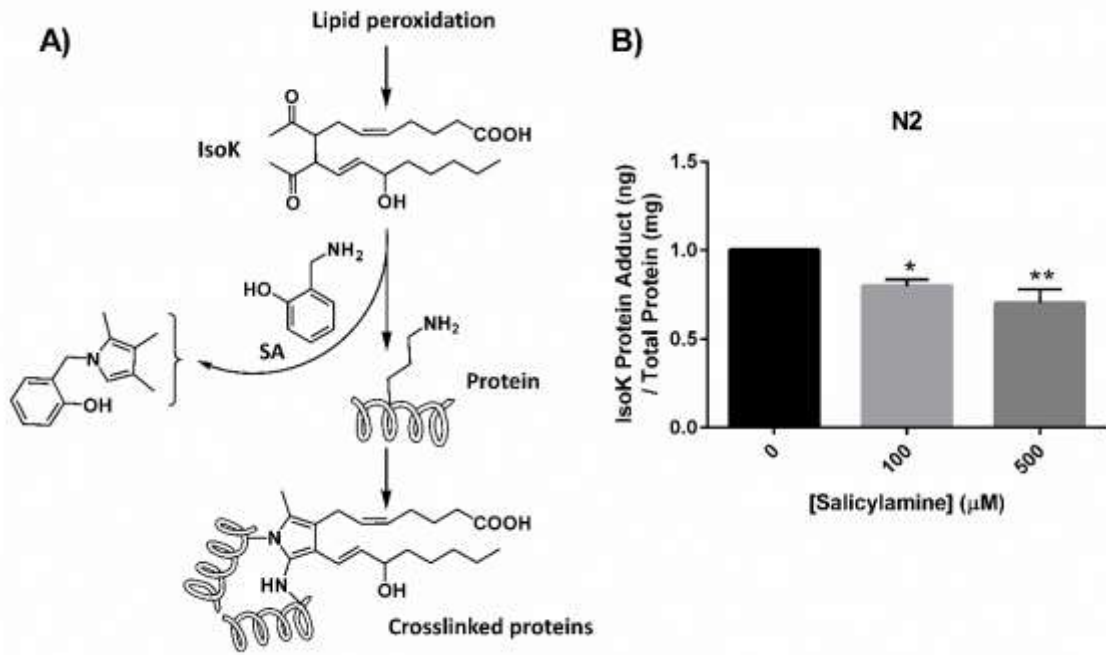 A)
Lipid peroxidation
O
COOH
IsoK
O
OH
NH2
HO
SA
NH2
N
OH
Protein
COOH
N
HN
OH
Crosslinked proteins
B)
N2
IsoK Protein Adduct (ng)
/ Total Protein (mg)
1.5
1.0
0.5
0.0
*
**
0
100
500
[Salicylamine] (μM)